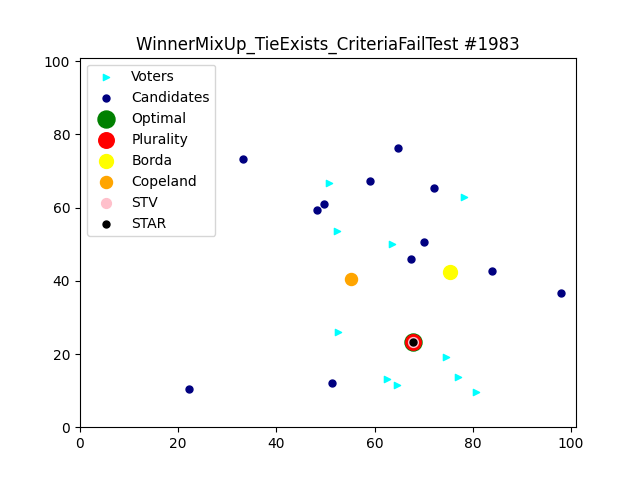 WinnerMixUp_TieExists_CriteriaFailTest #1983
100
80
60
40
20
0
0
20
40
60
80
100
Voters
Candidates
Optimal
Plurality
Borda
Copeland
STV
STAR